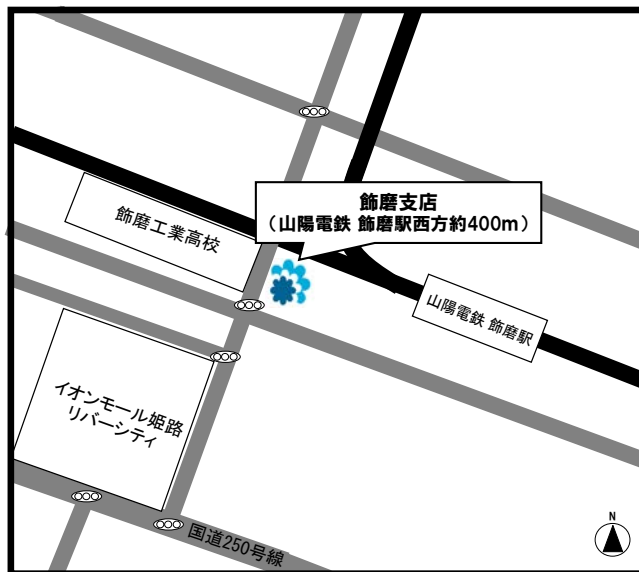 飾磨支店
（山陽電鉄 飾磨駅西方約400m）
飾磨工業高校
山陽電鉄 飾磨駅
イオンモール姫路
リバーシティ
国道250号線
N